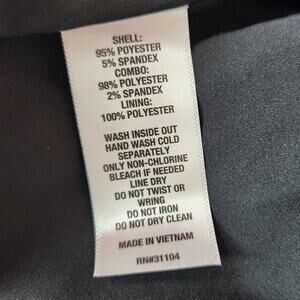 SHELL:
95% POYESTER
5% SPANDEX
COMBO:
98% POLYESTER
2% SPANDEX
LINING:
100% POLYESTER
WASH INSIDE OUT
HAND WASH COLD
SEPARATELY
ONLY NON-CHLORINE
BLEACH IF NEEDED
LINE DRY
DO NOT TWIST OR
WRING
DO NOT IRON
DO NOT DRY CLEAN
MADE IN VIETNAM
RN#31104